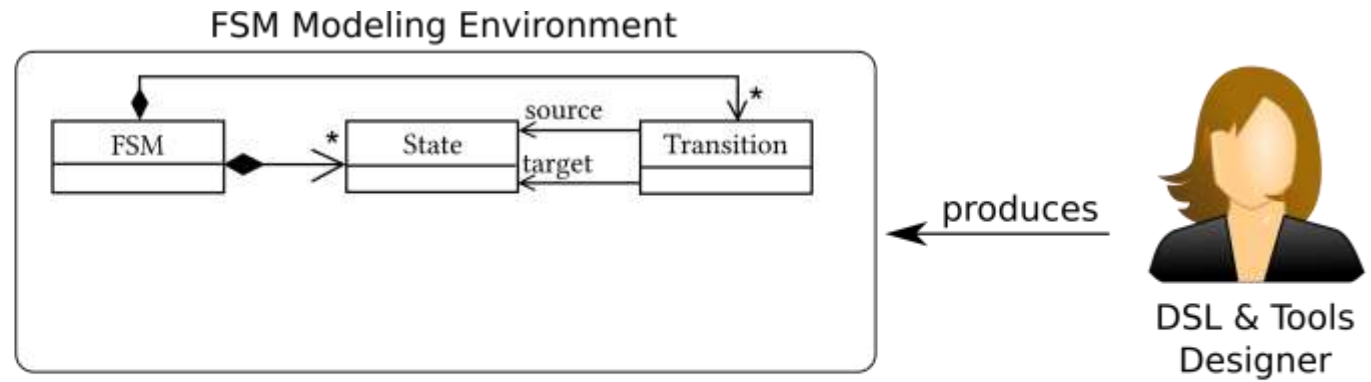 FSM Modeling Environment
*
source
*
FSM
State
Transition
target
produces
DSL & Tools
Designer